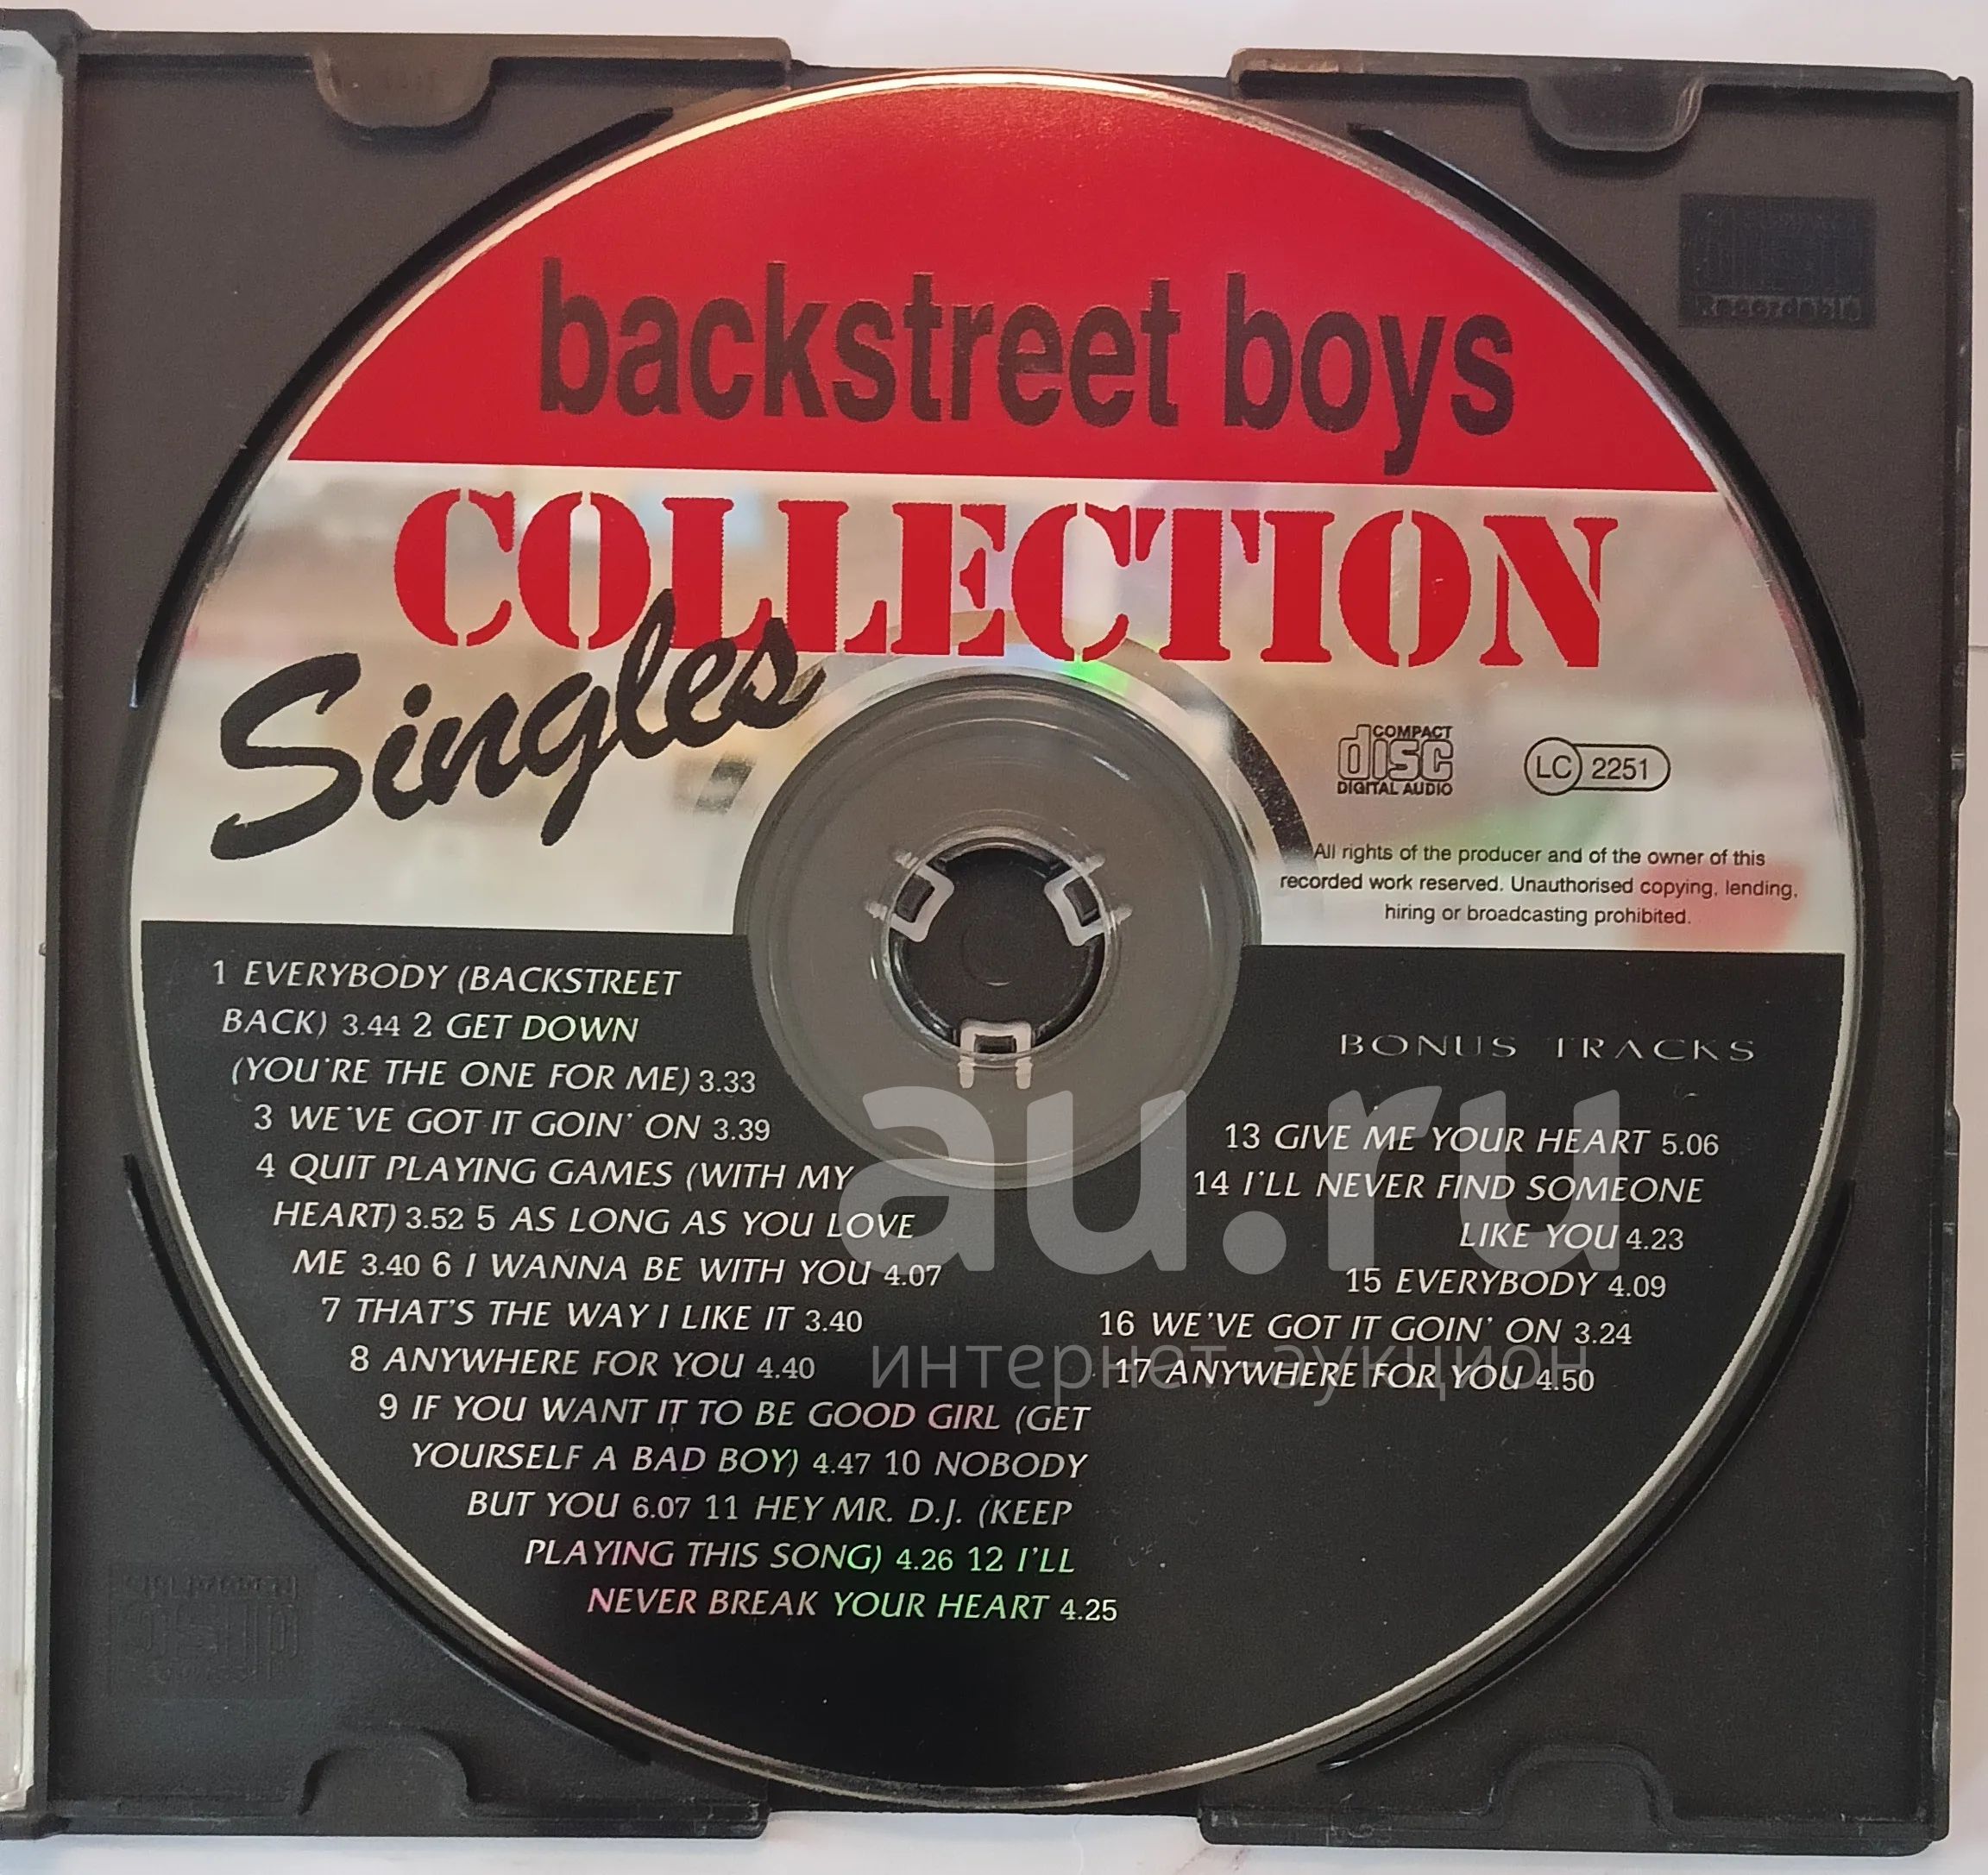 backstreet boys
COLLECTION
Singles
COMPACT
disc
DIGITAL AUDIO
LC 2251
All rights of the producer and of the owner of this
recorded work reserved. Unauthorised copying, lending,
hiring or broadcasting prohibited.
1 EVERYBODY (BACKSTREET
BACK) 3.44 2 GET DOWN
(YOU'RE THE ONE FOR ME) 3.33
3 WE'VE GOT IT GOIN' ON 3.39
4 QUIT PLAYING GAMES (WITH MY
HEART) 3.52 5 AS LONG AS YOU LOVE
ME 3.40 6 I WANNA BE WITH YOU 4.07
7 THAT'S THE WAY I LIKE IT 3.40
8 ANYWHERE FOR YOU 4.40
9 IF YOU WANT IT TO BE GOOD GIRL (GET
YOURSELF A BAD BOY) 4.47 10 NOBODY
BUT YOU 6.07 11 HEY MR. D.J. (KEEP
PLAYING THIS SONG) 4.26 12 I'LL
NEVER BREAK YOUR HEART 4.25
BONUS TRACKS
13 GIVE ME YOUR HEART 5.06
14 I'LL NEVER FIND SOMEONE
LIKE YOU 4.23
15 EVERYBODY 4.09
16 WE'VE GOT IT GOIN' ON 3.24
17 ANYWHERE FOR YOU 4.50
au.ru
интернет-аукцион
Recordable